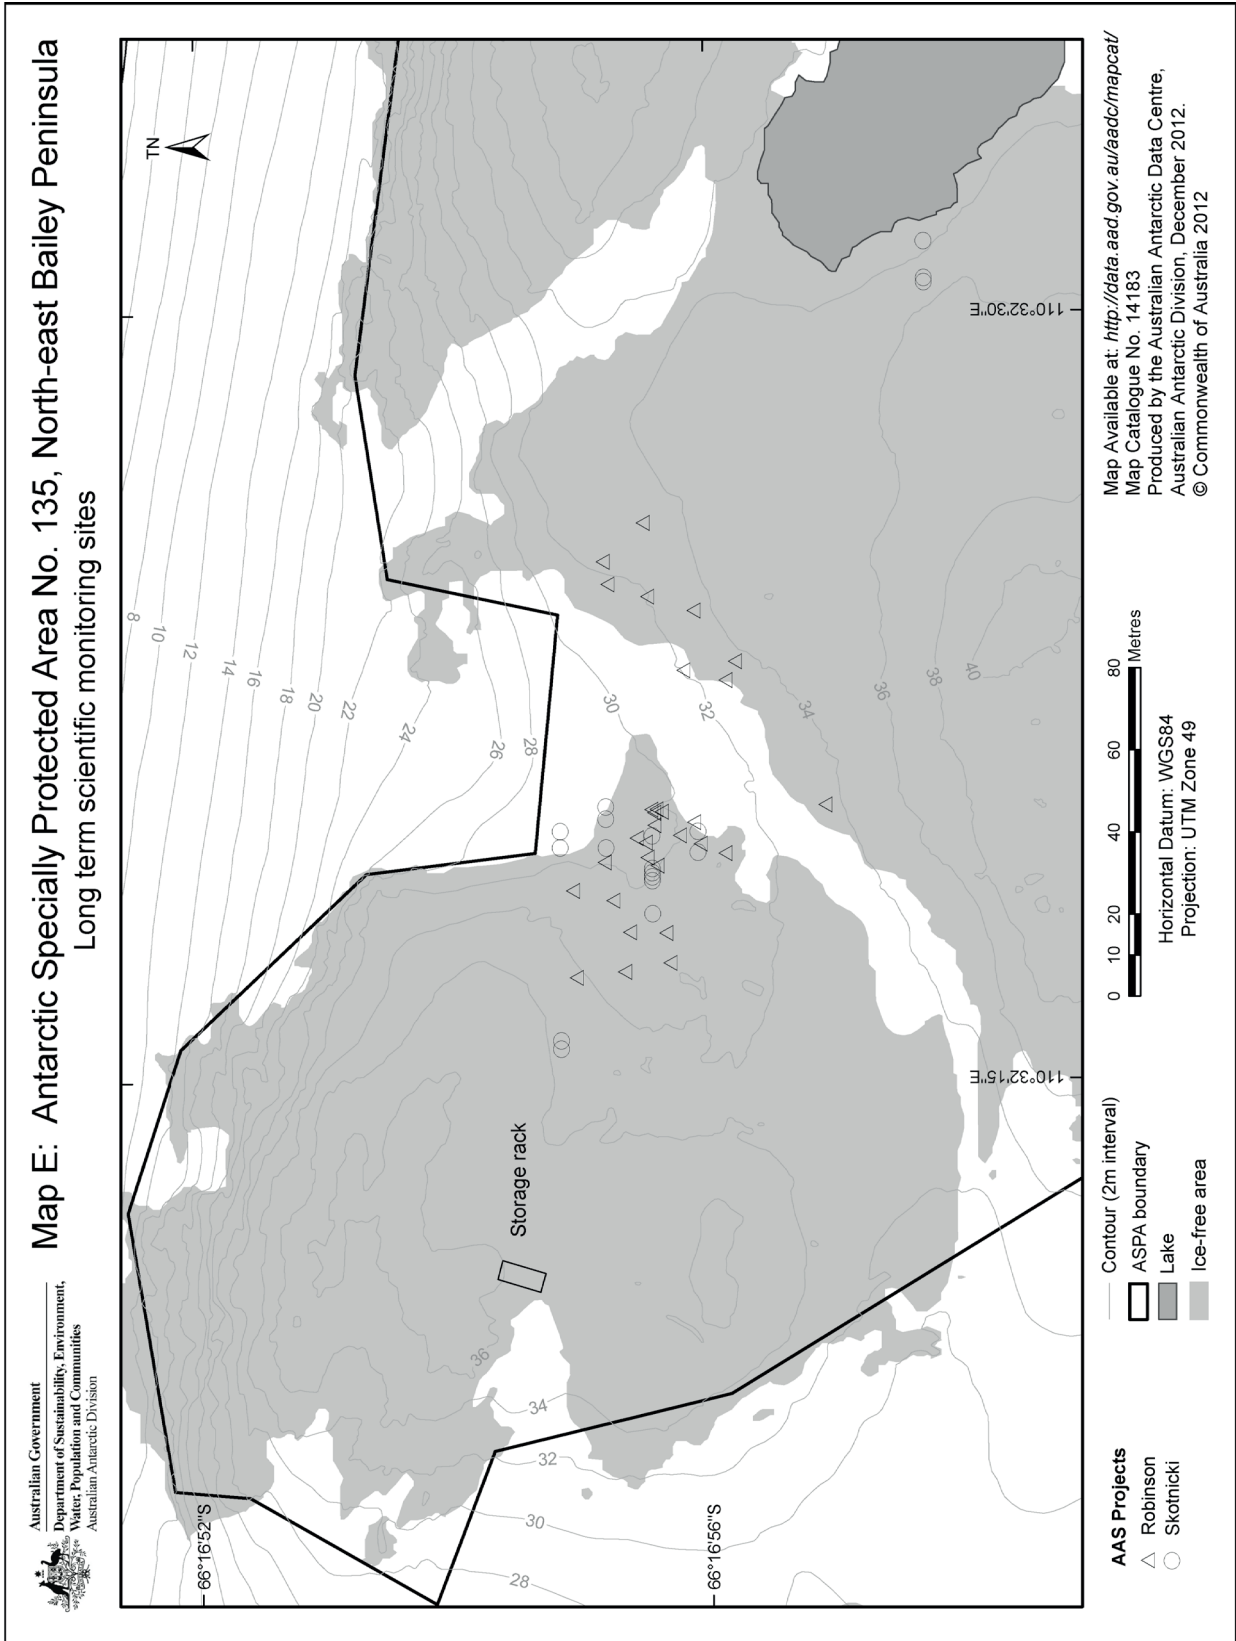 Australian Government
Department of Sustainability, Environment,
Water, Population and Communities
Australian Antarctic Division
Map E: Antarctic Specially Protected Area No. 135, North-east Bailey Peninsula
Long term scientific monitoring sites
TN
8
10
12
14
16
18
20
22
24
26
28
30
32
34
36
38
40
36
34
32
30
28
Storage rack
66°16'52"S
66°16'56"S
110°32'15"E
110°32'30"E
AAS Projects
Robinson
Skotnicki
Contour (2m interval)
ASPA boundary
Lake
Ice-free area
0 10 20 40 60 80
Metres
Horizontal Datum: WGS84
Projection: UTM Zone 49
Map Available at: http://data.aad.gov.au/aadc/mapcat/
Map Catalogue No. 14183
Produced by the Australian Antarctic Data Centre,
Australian Antarctic Division, December 2012.
© Commonwealth of Australia 2012